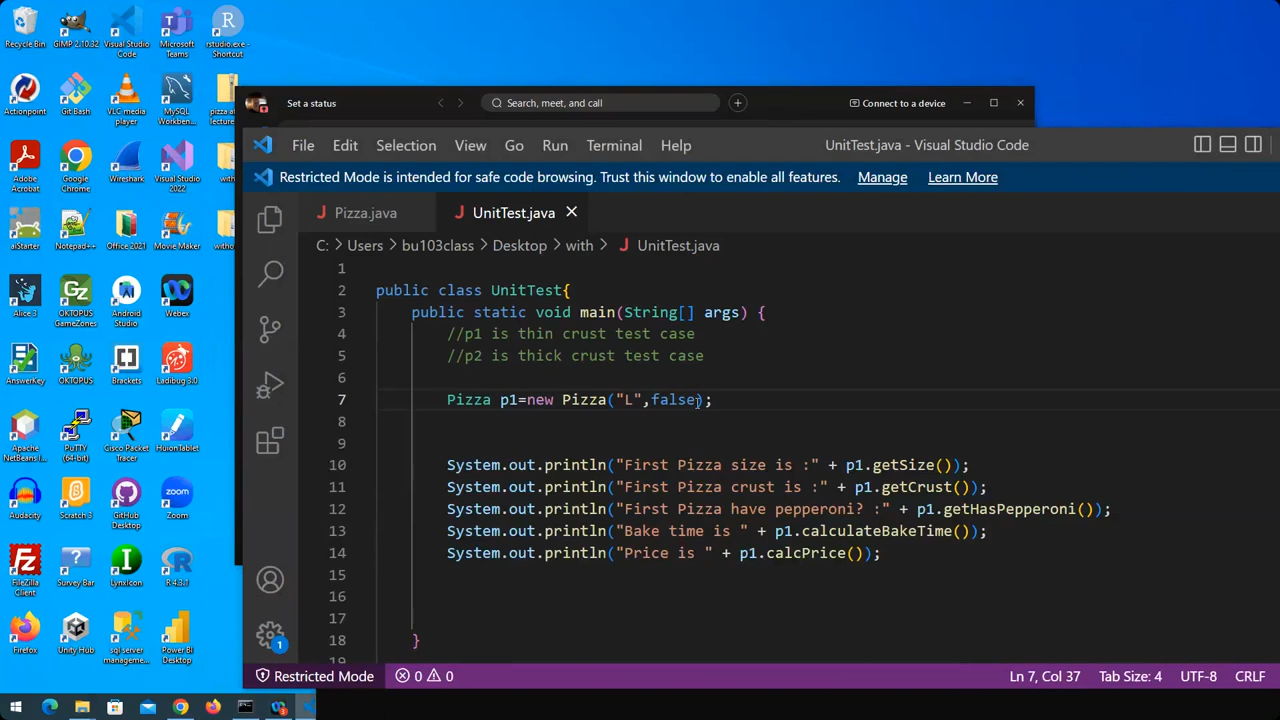 Recycle Bin
GIMP 2.10.32
Visual Studio Code
Microsoft Teams
rstudio.exe - Shortcut
Actionpoint
Git Bash
VLC media player
MySQL Workben...
Adobe Acrobat
Google Chrome
Wireshark
Visual Studio 2022
aiStarter
Notepad++
Office 2021
Movie Maker
Alice 3
OKTOPUS GameZones
Android Studio
Webex
AnswerKey
OKTOPUS
Brackets
Ladibug 3.0
Apache NetBeans I...
PuTTY (64-bit)
Cisco Packet Tracer
HuionTablet
Audacity
Scratch 3
GitHub Desktop
Zoom
FileZilla Client
Survey Bar
LynxIcon
R 4.3.1
Firefox
Unity Hub
sql server manageme...
Power BI Desktop
Set a status
Search, meet, and call
Connect to a device
File Edit Selection View Go Run Terminal Help
UnitTest.java - Visual Studio Code
Restricted Mode is intended for safe code browsing. Trust this window to enable all features. Manage Learn More
J Pizza.java
J UnitTest.java
C: > Users > bu103class > Desktop > with > J UnitTest.java
1
2 public class UnitTest{
3 public static void main(String[] args) {
4 //p1 is thin crust test case
5 //p2 is thick crust test case
6
7 Pizza p1=new Pizza("L",false);
8
9
10 System.out.println("First Pizza size is :" + p1.getSize());
11 System.out.println("First Pizza crust is :" + p1.getCrust());
12 System.out.println("First Pizza have pepperoni? :" + p1.getHasPepperoni());
13 System.out.println("Bake time is " + p1.calculateBakeTime());
14 System.out.println("Price is " + p1.calcPrice());
15
16
17
18 }
1
Restricted Mode 0 0 Ln 7, Col 37 Tab Size: 4 UTF-8 CRLF